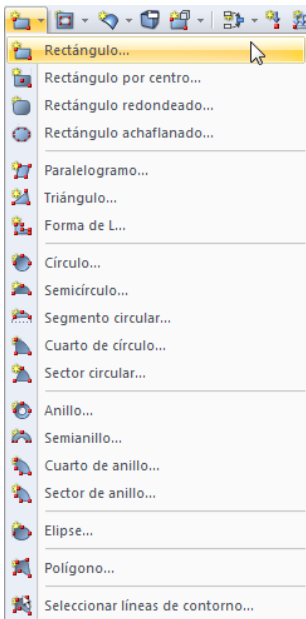 Rectángulo...
Rectángulo por centro...
Rectángulo redondeado...
Rectángulo achaflanado...
Paralelogramo...
Triángulo...
Forma de L...
Círculo...
Semicírculo...
Segmento circular...
Cuarto de círculo...
Sector circular...
Anillo...
Semianillo...
Cuarto de anillo...
Sector de anillo...
Elipse...
Polígono...
Seleccionar líneas de contorno...